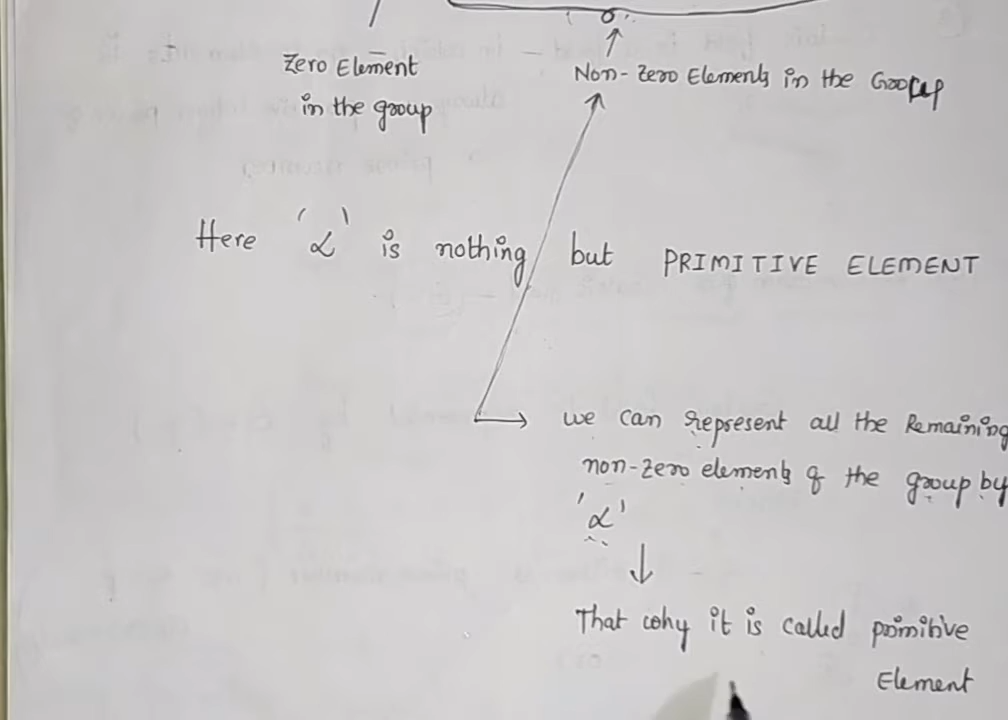 Zero Element
in the group
Non-Zero Elements in the Group
Here 'α' is nothing but PRIMITIVE ELEMENT
we can represent all the Remaining
non-zero elements of the group by
'α'
That why it is called primitive
Element